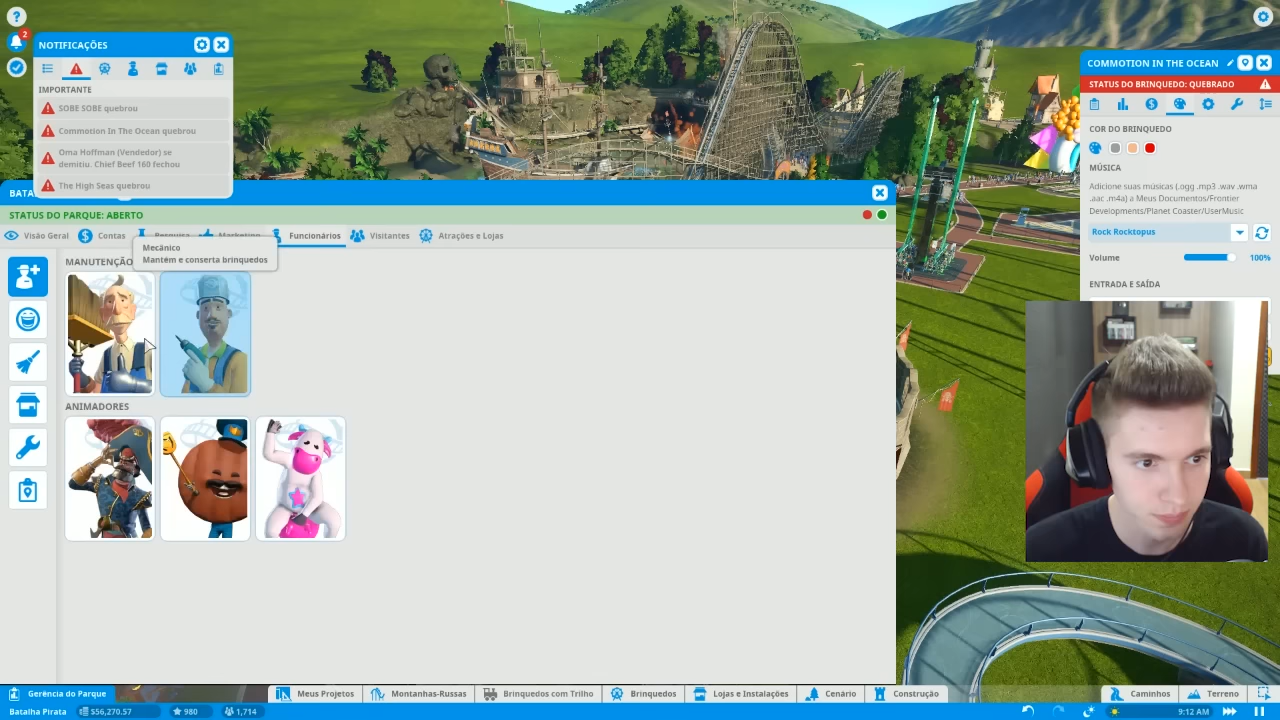 ?
2
NOTIFICAÇÕES
IMPORTANTE
SOBE SOBE quebrou
Commotion In The Ocean quebrou
Oma Hoffman (Vendedor) se
demitiu. Chief Beef 160 fechou
The High Seas quebrou
COMMOTION IN THE OCEAN
STATUS DO BRINQUEDO: QUEBRADO
COR DO BRINQUEDO
MÚSICA
Adicione suas músicas (.ogg .mp3 .wav .wma
.aac .m4a) a Meus Documentos/Frontier
Developments/Planet Coaster/UserMusic
Rock Rocktopus
Volume 100%
ENTRADA E SAÍDA
STATUS DO PARQUE: ABERTO
Visão Geral Contas Pesquisa Marketing Funcionários Visitantes Atrações e Lojas
Mecânico
Mantém e conserta brinquedos
MANUTENÇÃO
ANIMADORES
Gerência do Parque Meus Projetos Montanhas-Russas Brinquedos com Trilho Brinquedos Lojas e Instalações Cenário Construção Caminhos Terreno
Batalha Pirata $56,270.57 980 1,714 9:12 AM